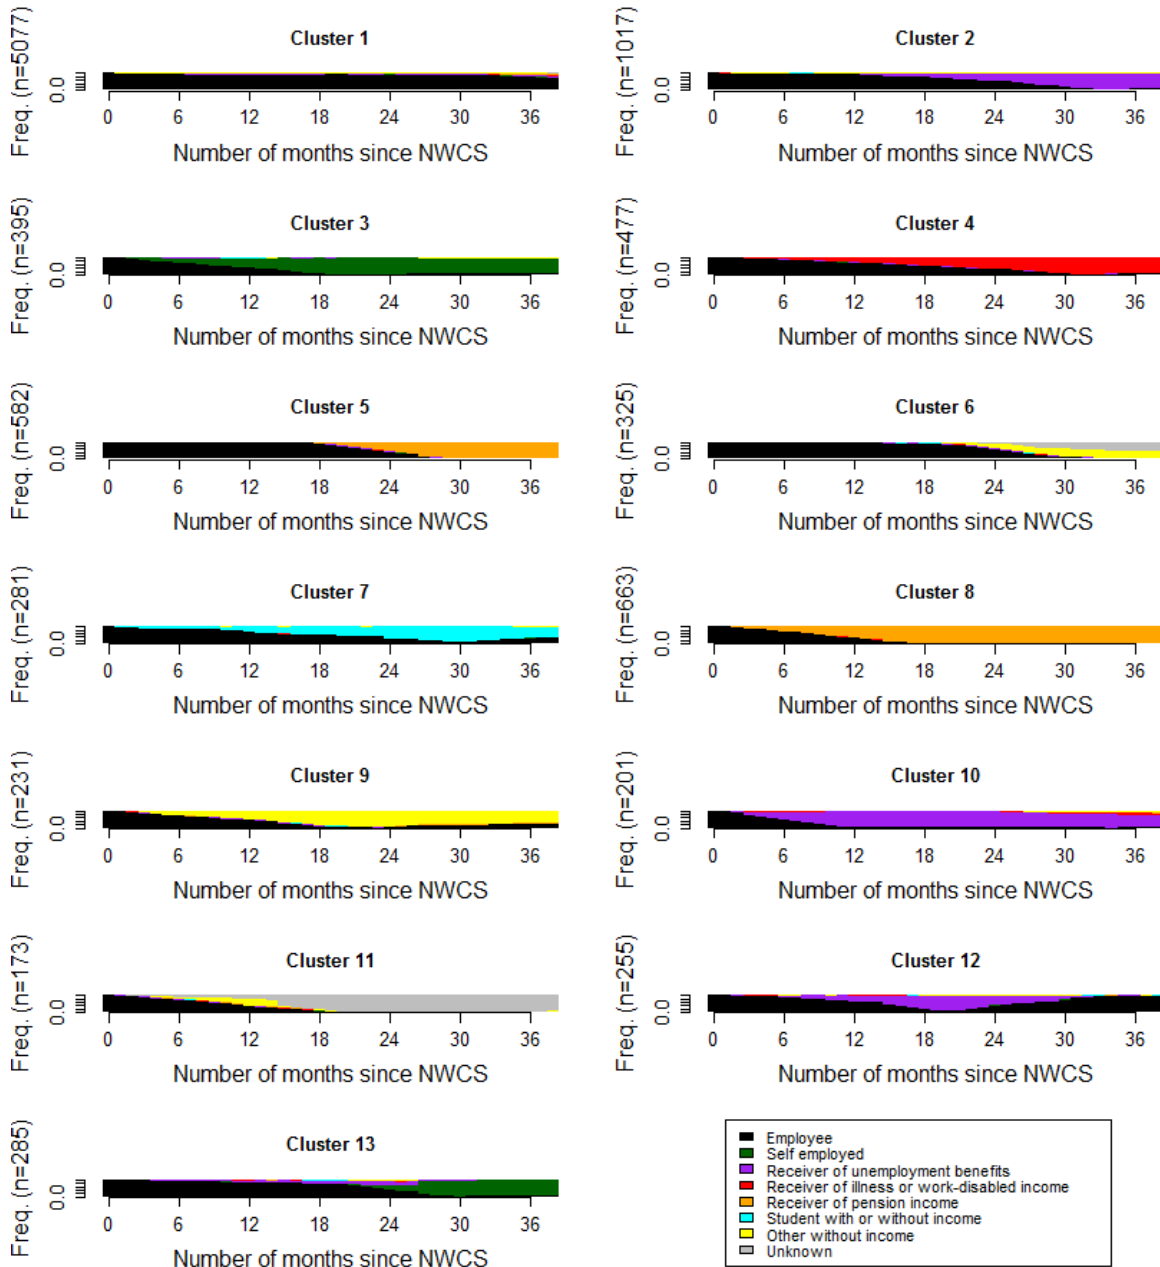 Cluster 1
Freq. (n=5077)
0.0
0 6 12 18 24 30 36
Number of months since NWCS
Cluster 2
Freq. (n=1017)
0.0
0 6 12 18 24 30 36
Number of months since NWCS
Cluster 3
Freq. (n=395)
0.0
0 6 12 18 24 30 36
Number of months since NWCS
Cluster 4
Freq. (n=477)
0.0
0 6 12 18 24 30 36
Number of months since NWCS
Cluster 5
Freq. (n=582)
0.0
0 6 12 18 24 30 36
Number of months since NWCS
Cluster 6
Freq. (n=325)
0.0
0 6 12 18 24 30 36
Number of months since NWCS
Cluster 7
Freq. (n=281)
0.0
0 6 12 18 24 30 36
Number of months since NWCS
Cluster 8
Freq. (n=663)
0.0
0 6 12 18 24 30 36
Number of months since NWCS
Cluster 9
Freq. (n=231)
0.0
0 6 12 18 24 30 36
Number of months since NWCS
Cluster 10
Freq. (n=201)
0.0
0 6 12 18 24 30 36
Number of months since NWCS
Cluster 11
Freq. (n=173)
0.0
0 6 12 18 24 30 36
Number of months since NWCS
Cluster 12
Freq. (n=255)
0.0
0 6 12 18 24 30 36
Number of months since NWCS
Cluster 13
Freq. (n=285)
0.0
0 6 12 18 24 30 36
Number of months since NWCS
Employee
Self employed
Receiver of unemployment benefits
Receiver of illness or work-disabled income
Receiver of pension income
Student with or without income
Other without income
Unknown